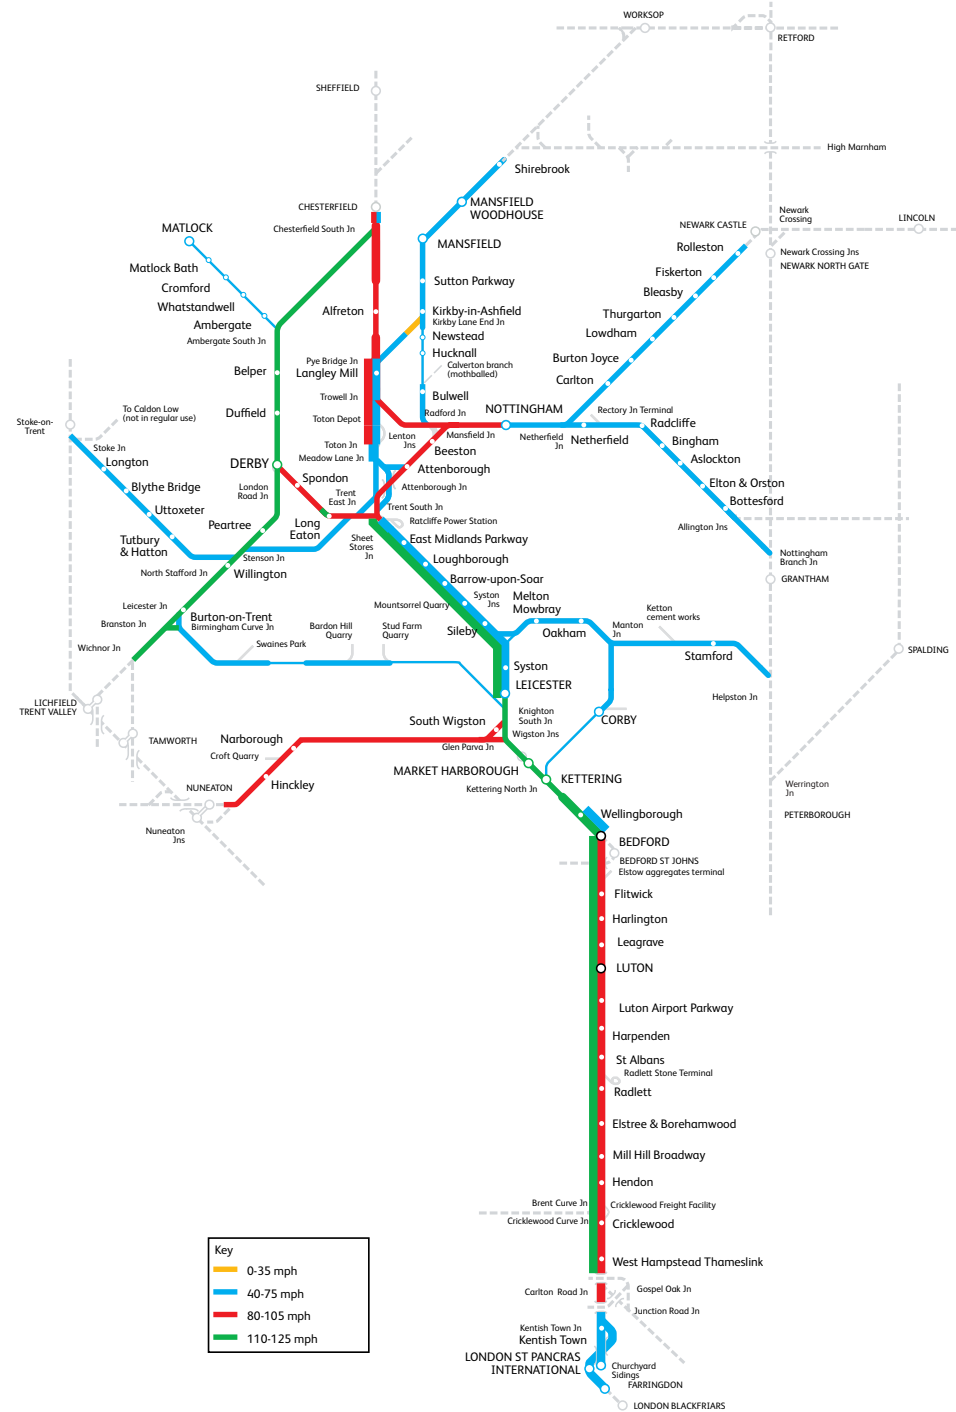 WORKSOP
RETFORD
SHEFFIELD
High Marnham
Shirebrook
CHESTERFIELD
MANSFIELD
WOODHOUSE
Newark
Crossing
LINCOLN
MATLOCK
Chesterfield South Jn
NEWARK CASTLE
MANSFIELD
Rolleston
Newark Crossing Jns
NEWARK NORTH GATE
Matlock Bath
Fiskerton
Cromford
Sutton Parkway
Bleasby
Whatstandwell
Alfreton
Kirkby-in-Ashfield
Kirkby Lane End Jn
Thurgarton
Ambergate
Newstead
Lowdham
Ambergate South Jn
Hucknall
Pye Bridge Jn
Langley Mill
Calverton branch
(mothballed)
Burton Joyce
Belper
Carlton
Trowell Jn
Bulwell
To Caldon Low
(not in regular use)
Duffield
Toton Depot
Radford Jn
NOTTINGHAM
Rectory Jn Terminal
Stoke-on-
Trent
Radcliffe
Lenton
Jns
Mansfield Jn
Netherfield
Jn
Netherfield
Stoke Jn
Toton Jn
Beeston
Bingham
Longton
DERBY
Meadow Lane Jn
Attenborough
Aslockton
Spondon
Blythe Bridge
London
Road Jn
Trent
East Jn
Attenborough Jn
Elton & Orston
Bottesford
Uttoxeter
Trent South Jn
Peartree
Long
Eaton
Ratcliffe Power Station
Allington Jns
Tutbury
& Hatton
Sheet
Stores
Jn
East Midlands Parkway
Stenson Jn
Loughborough
Nottingham
Branch Jn
North Stafford Jn
Willington
Barrow-upon-Soar
GRANTHAM
Syston
Jns
Melton
Mowbray
Leicester Jn
Mountsorrel Quarry
Ketton
cement works
Burton-on-Trent
Birmingham Curve Jn
Branston Jn
Bardon Hill
Quarry
Stud Farm
Quarry
Sileby
Oakham
Manton
Jn
Swaines Park
Wichnor Jn
Stamford
SPALDING
Syston
LEICESTER
Helpston Jn
LICHFIELD
TRENT VALLEY
Knighton
South Jn
CORBY
South Wigston
TAMWORTH
Narborough
Wigston Jns
Glen Parva Jn
Croft Quarry
MARKET HARBOROUGH
KETTERING
NUNEATON
Hinckley
Kettering North Jn
Werrington
Jn
Wellingborough
PETERBOROUGH
Nuneaton
Jns
BEDFORD
BEDFORD ST JOHNS
Elstow aggregates terminal
Flitwick
Harlington
Leagrave
LUTON
Luton Airport Parkway
Harpenden
St Albans
Radlett Stone Terminal
Radlett
Elstree & Borehamwood
Mill Hill Broadway
Hendon
Brent Curve Jn
Cricklewood Freight Facility
Cricklewood Curve Jn
Cricklewood
West Hampstead Thameslink
Key
0-35 mph
40-75 mph
80-105 mph
110-125 mph
Carlton Road Jn
Gospel Oak Jn
Junction Road Jn
Kentish Town Jn
Kentish Town
LONDON ST PANCRAS
INTERNATIONAL
Churchyard
Sidings
FARRINGDON
LONDON BLACKFRIARS